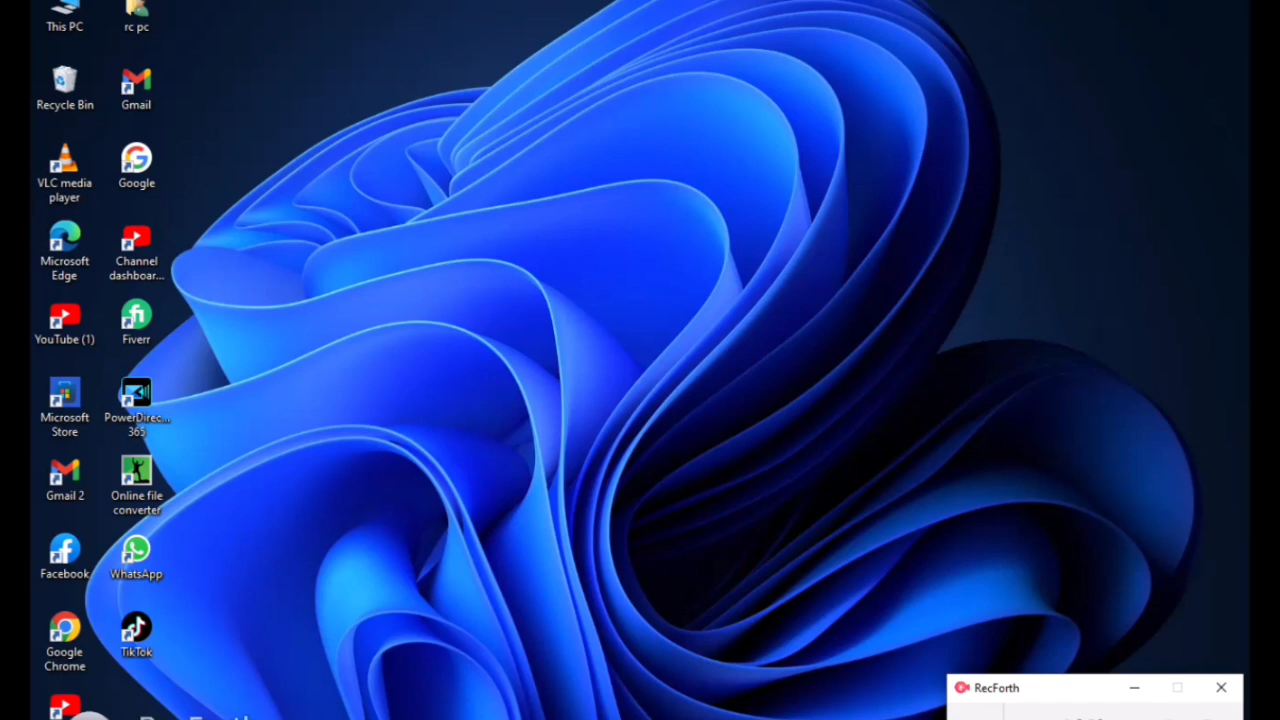 This PC
rc pc
Recycle Bin
Gmail
VLC media
player
Google
Microsoft
Edge
Channel
dashboar...
YouTube (1)
Fiverr
Microsoft
Store
PowerDirec...
365
Gmail 2
Online file
converter
Facebook
WhatsApp
Google
Chrome
TikTok
RecForth